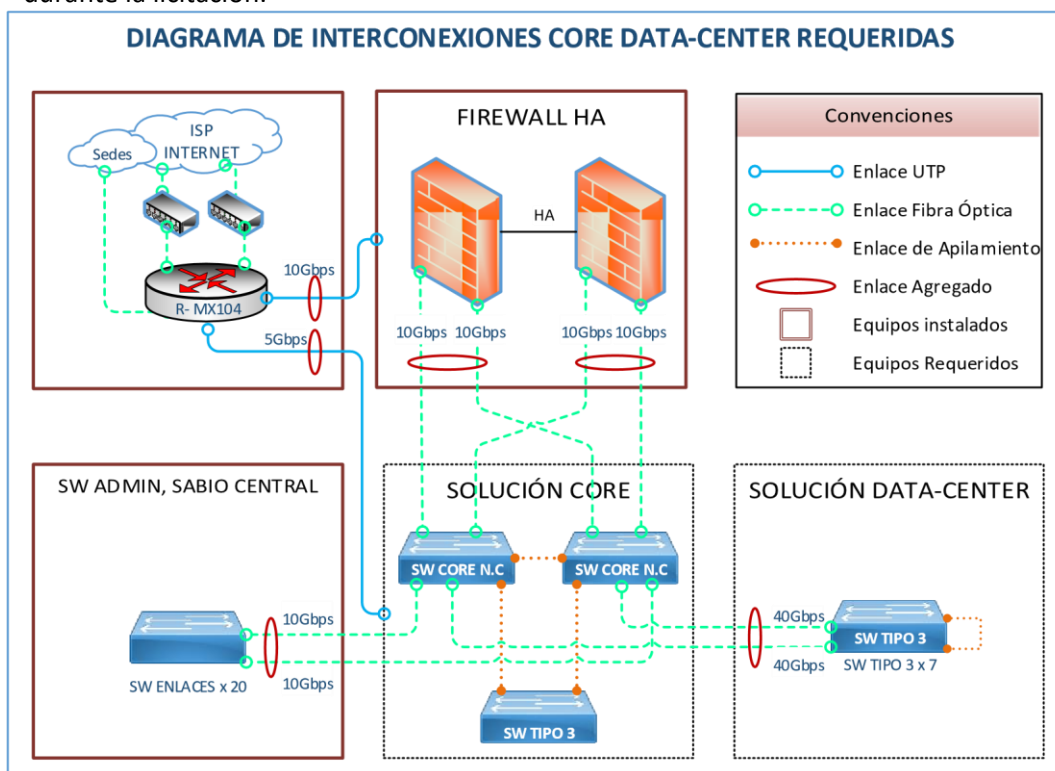 durante la licitación.
DIAGRAMA DE INTERCONEXIONES CORE DATA-CENTER REQUERIDAS
ISP
INTERNET
Sedes
R- MX104
10Gbps
5Gbps
FIREWALL HA
HA
10Gbps 10Gbps 10Gbps 10Gbps
Convenciones
Enlace UTP
Enlace Fibra Óptica
Enlace de Apilamiento
Enlace Agregado
Equipos instalados
Equipos Requeridos
SW ADMIN, SABIO CENTRAL
10Gbps
10Gbps
SW ENLACES x 20
SOLUCIÓN CORE
SW CORE N.C SW CORE N.C
SW TIPO 3
SOLUCIÓN DATA-CENTER
40Gbps
40Gbps
SW TIPO 3
SW TIPO 3 x 7